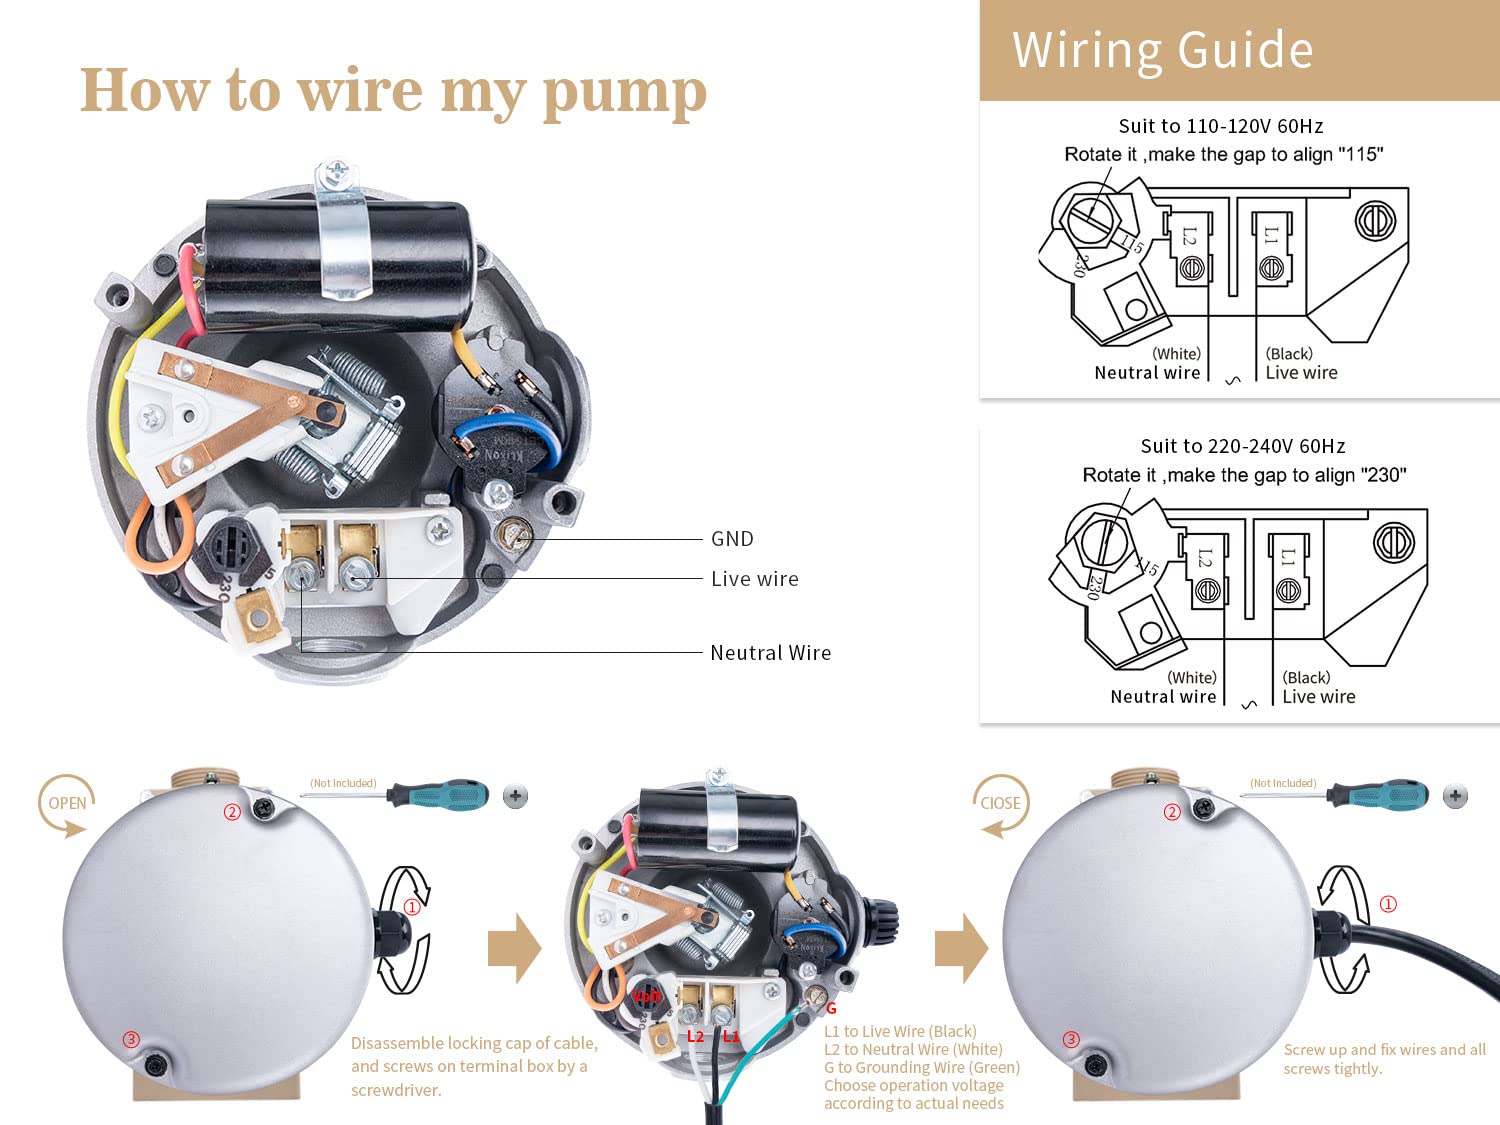 How to wire my pump
GND
Live wire
Neutral Wire
230
5
KLIXON
Wiring Guide
Suit to 110-120V 60Hz
Rotate it ,make the gap to align "115"
115
230
L2
L1
(White)
Neutral wire
(Black)
Live wire
Suit to 220-240V 60Hz
Rotate it ,make the gap to align "230"
115
230
L2
L1
(White)
Neutral wire
(Black)
Live wire
OPEN
(Not Included)
②
①
③
Disassemble locking cap of cable,
and screws on terminal box by a
screwdriver.
KLIXON
Volt
230
L2
L1
G
L1 to Live Wire (Black)
L2 to Neutral Wire (White)
G to Grounding Wire (Green)
Choose operation voltage
according to actual needs
CIOSE
(Not Included)
②
①
③
Screw up and fix wires and all
screws tightly.